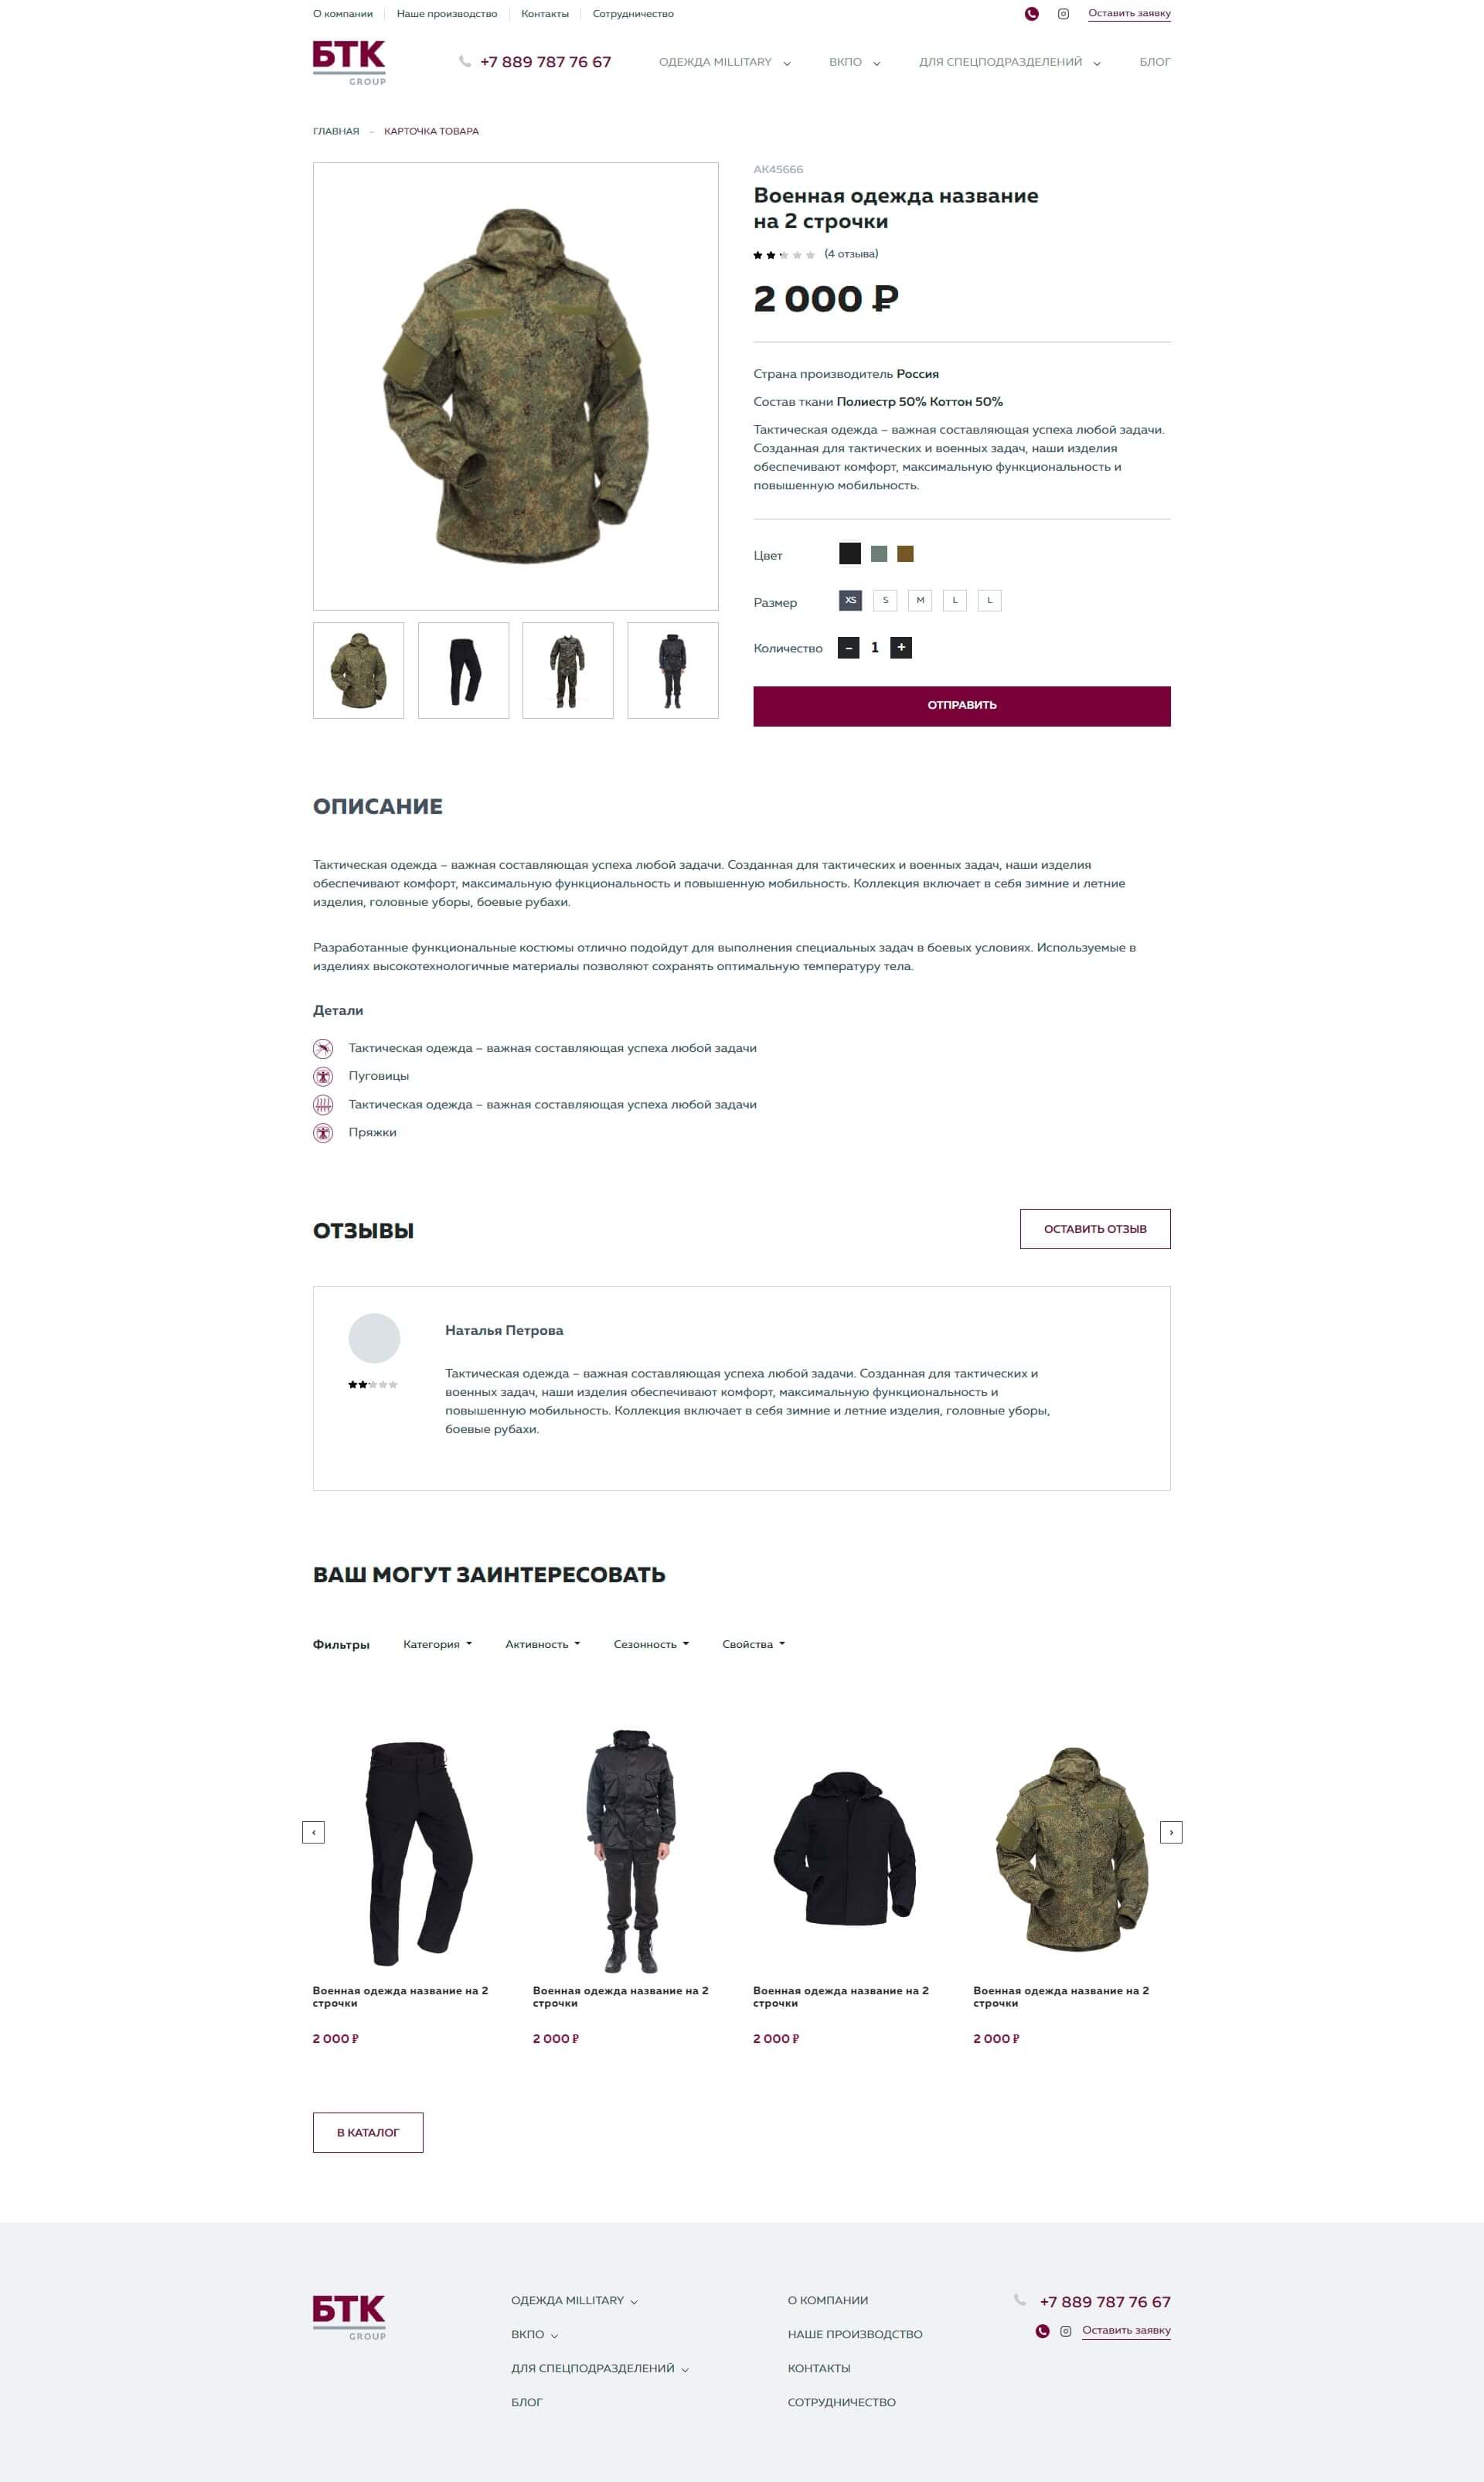 О компании
Наше производство
Контакты
Сотрудничество
Оставить заявку
БТК
GROUP
+7 889 787 76 67
ОДЕЖДА MILLITARY
ВКПО
ДЛЯ СПЕЦПОДРАЗДЕЛЕНИЙ
БЛОГ
ГЛАВНАЯ - КАРТОЧКА ТОВАРА
АК45666
Военная одежда название
на 2 строчки
(4 отзыва)
2 000 ₽
Страна производитель Россия
Состав ткани Полиестр 50% Коттон 50%
Тактическая одежда – важная составляющая успеха любой задачи.
Созданная для тактических и военных задач, наши изделия
обеспечивают комфорт, максимальную функциональность и
повышенную мобильность.
Цвет
Размер XS S M L L
Количество - 1 +
ОТПРАВИТЬ
ОПИСАНИЕ
Тактическая одежда – важная составляющая успеха любой задачи. Созданная для тактических и военных задач, наши изделия
обеспечивают комфорт, максимальную функциональность и повышенную мобильность. Коллекция включает в себя зимние и летние
изделия, головные уборы, боевые рубахи.
Разработанные функциональные костюмы отлично подойдут для выполнения специальных задач в боевых условиях. Используемые в
изделиях высокотехнологичные материалы позволяют сохранять оптимальную температуру тела.
Детали
Тактическая одежда – важная составляющая успеха любой задачи
Пуговицы
Тактическая одежда – важная составляющая успеха любой задачи
Пряжки
ОТЗЫВЫ
ОСТАВИТЬ ОТЗЫВ
Наталья Петрова
Тактическая одежда – важная составляющая успеха любой задачи. Созданная для тактических и
военных задач, наши изделия обеспечивают комфорт, максимальную функциональность и
повышенную мобильность. Коллекция включает в себя зимние и летние изделия, головные уборы,
боевые рубахи.
ВАШ МОГУТ ЗАИНТЕРЕСОВАТЬ
Фильтры
Категория
Активность
Сезонность
Свойства
Военная одежда название на 2
строчки
2 000 ₽
Военная одежда название на 2
строчки
2 000 ₽
Военная одежда название на 2
строчки
2 000 ₽
Военная одежда название на 2
строчки
2 000 ₽
В КАТАЛОГ
БТК
GROUP
ОДЕЖДА MILLITARY
ВКПО
ДЛЯ СПЕЦПОДРАЗДЕЛЕНИЙ
БЛОГ
О КОМПАНИИ
НАШЕ ПРОИЗВОДСТВО
КОНТАКТЫ
СОТРУДНИЧЕСТВО
+7 889 787 76 67
Оставить заявку